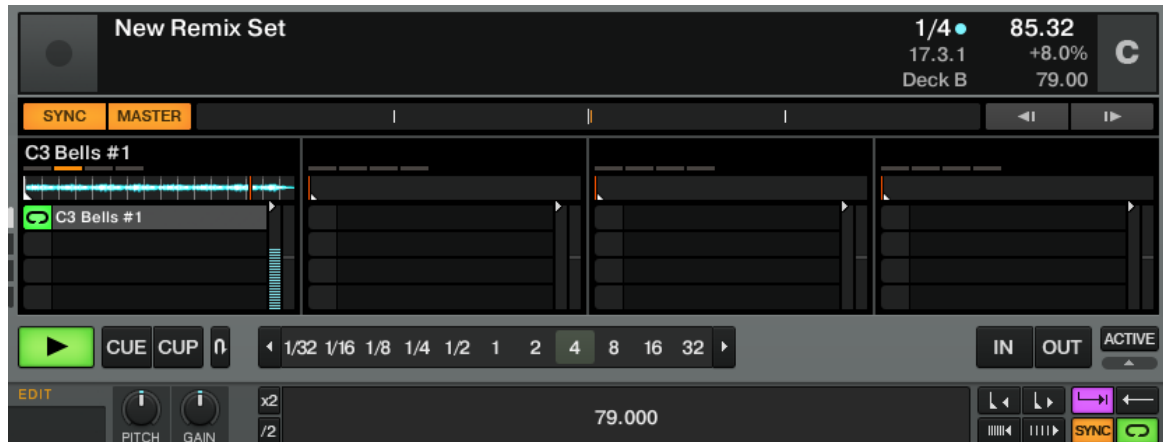 New Remix Set
1/4
85.32
17.3.1
+8.0%
Deck B
79.00
C
SYNC
MASTER
C3 Bells #1
C3 Bells #1
CUE
CUP
1/32 1/16 1/8 1/4 1/2 1 2 4 8 16 32
IN
OUT
ACTIVE
EDIT
PITCH
GAIN
x2
/2
79.000
SYNC